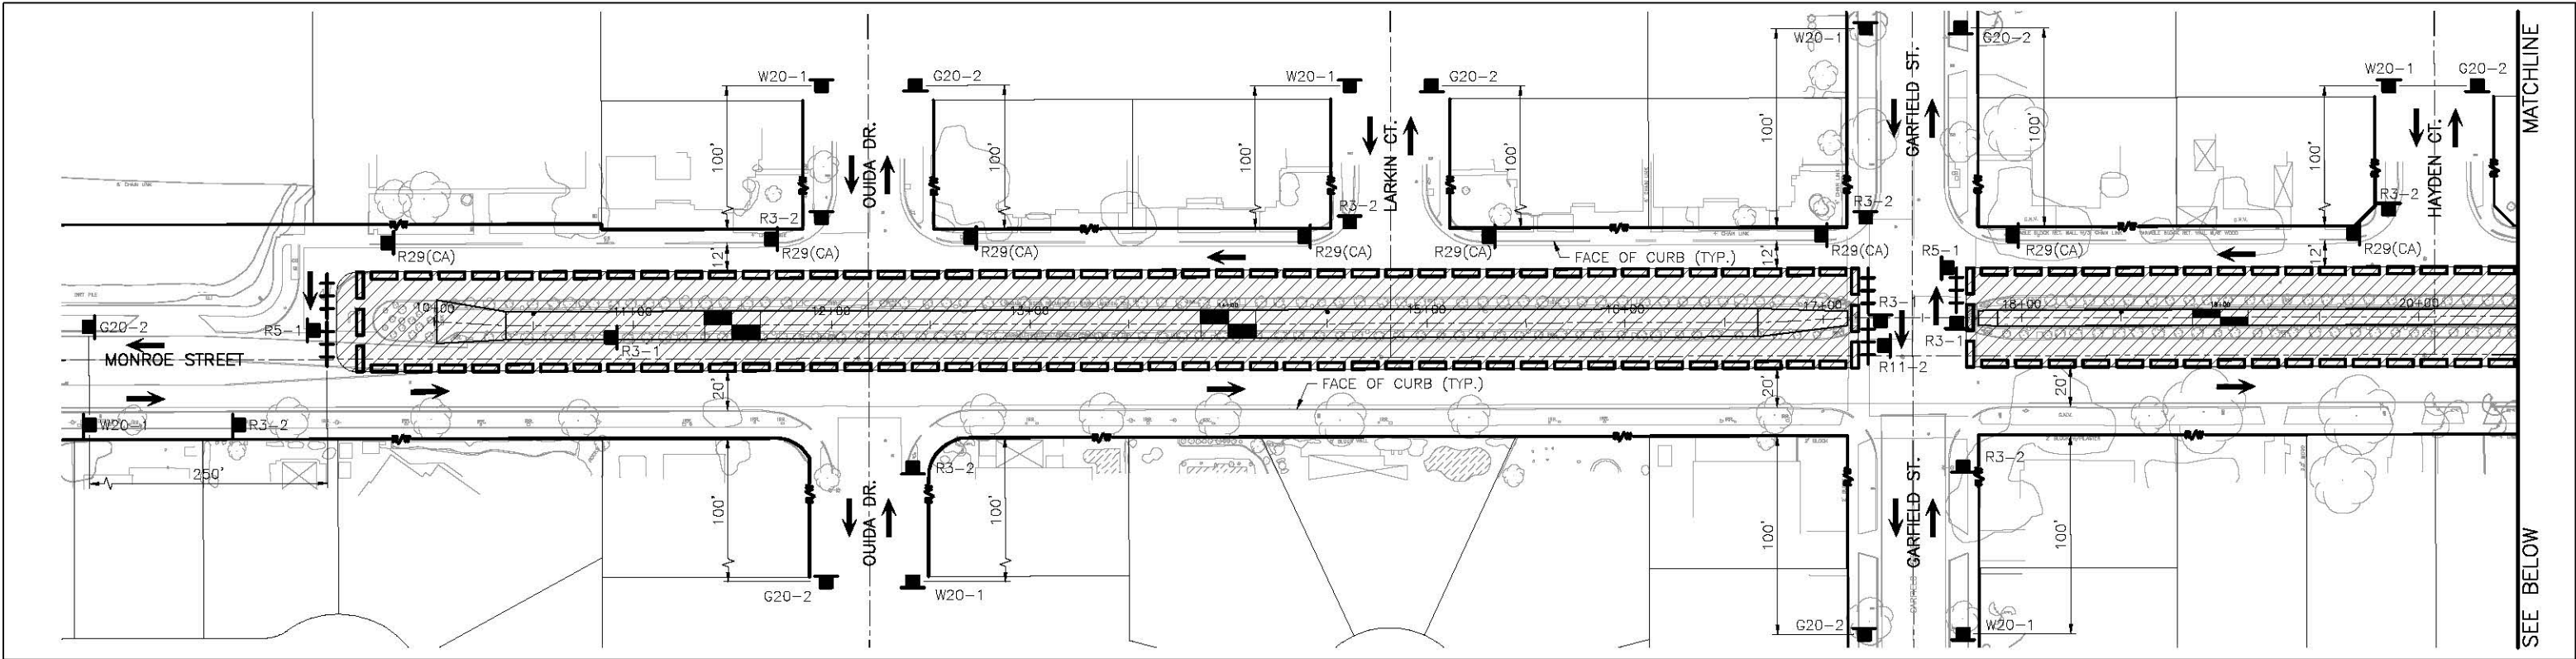 W20-1
G20-2
W20-1
G20-2
W20-1
G20-2
W20-1
G20-2
MATCHLINE
100'
OUIDA DR.
100'
100'
LARKIN CT.
100'
100'
GARFIELD ST.
100'
100'
HAYDEN CT.
R3-2
R3-2
R3-2
R3-2
R29(CA)
R29(CA)
R29(CA)
R29(CA)
R29(CA)
R29(CA)
R29(CA)
R29(CA)
12'
FACE OF CURB (TYP.)
12'
R5-1
12'
10+00
11+00
12+00
13+00
14+00
15+00
16+00
17+00
18+00
19+00
20+00
G20-2
R5-1
R3-1
R3-1
R3-1
R11-2
MONROE STREET
20'
FACE OF CURB (TYP.)
20'
20'
W20-1
R3-2
250'
R3-2
R3-2
100'
OUIDA DR.
100'
100'
GARFIELD ST.
100'
G20-2
W20-1
G20-2
W20-1
SEE BELOW